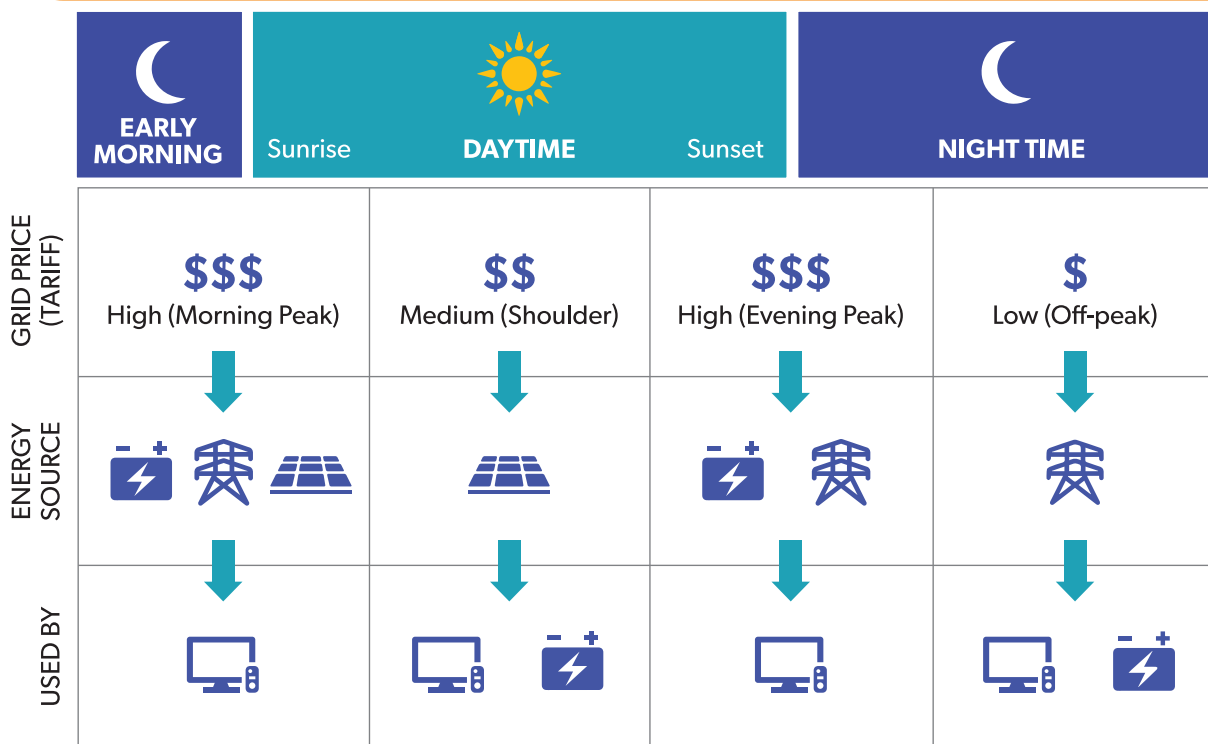 EARLY
MORNING
Sunrise
DAYTIME
Sunset
NIGHT TIME
GRID PRICE
(TARIFF)
$$$
High (Morning Peak)
$$
Medium (Shoulder)
$$$
High (Evening Peak)
$
Low (Off-peak)
ENERGY
SOURCE
USED BY